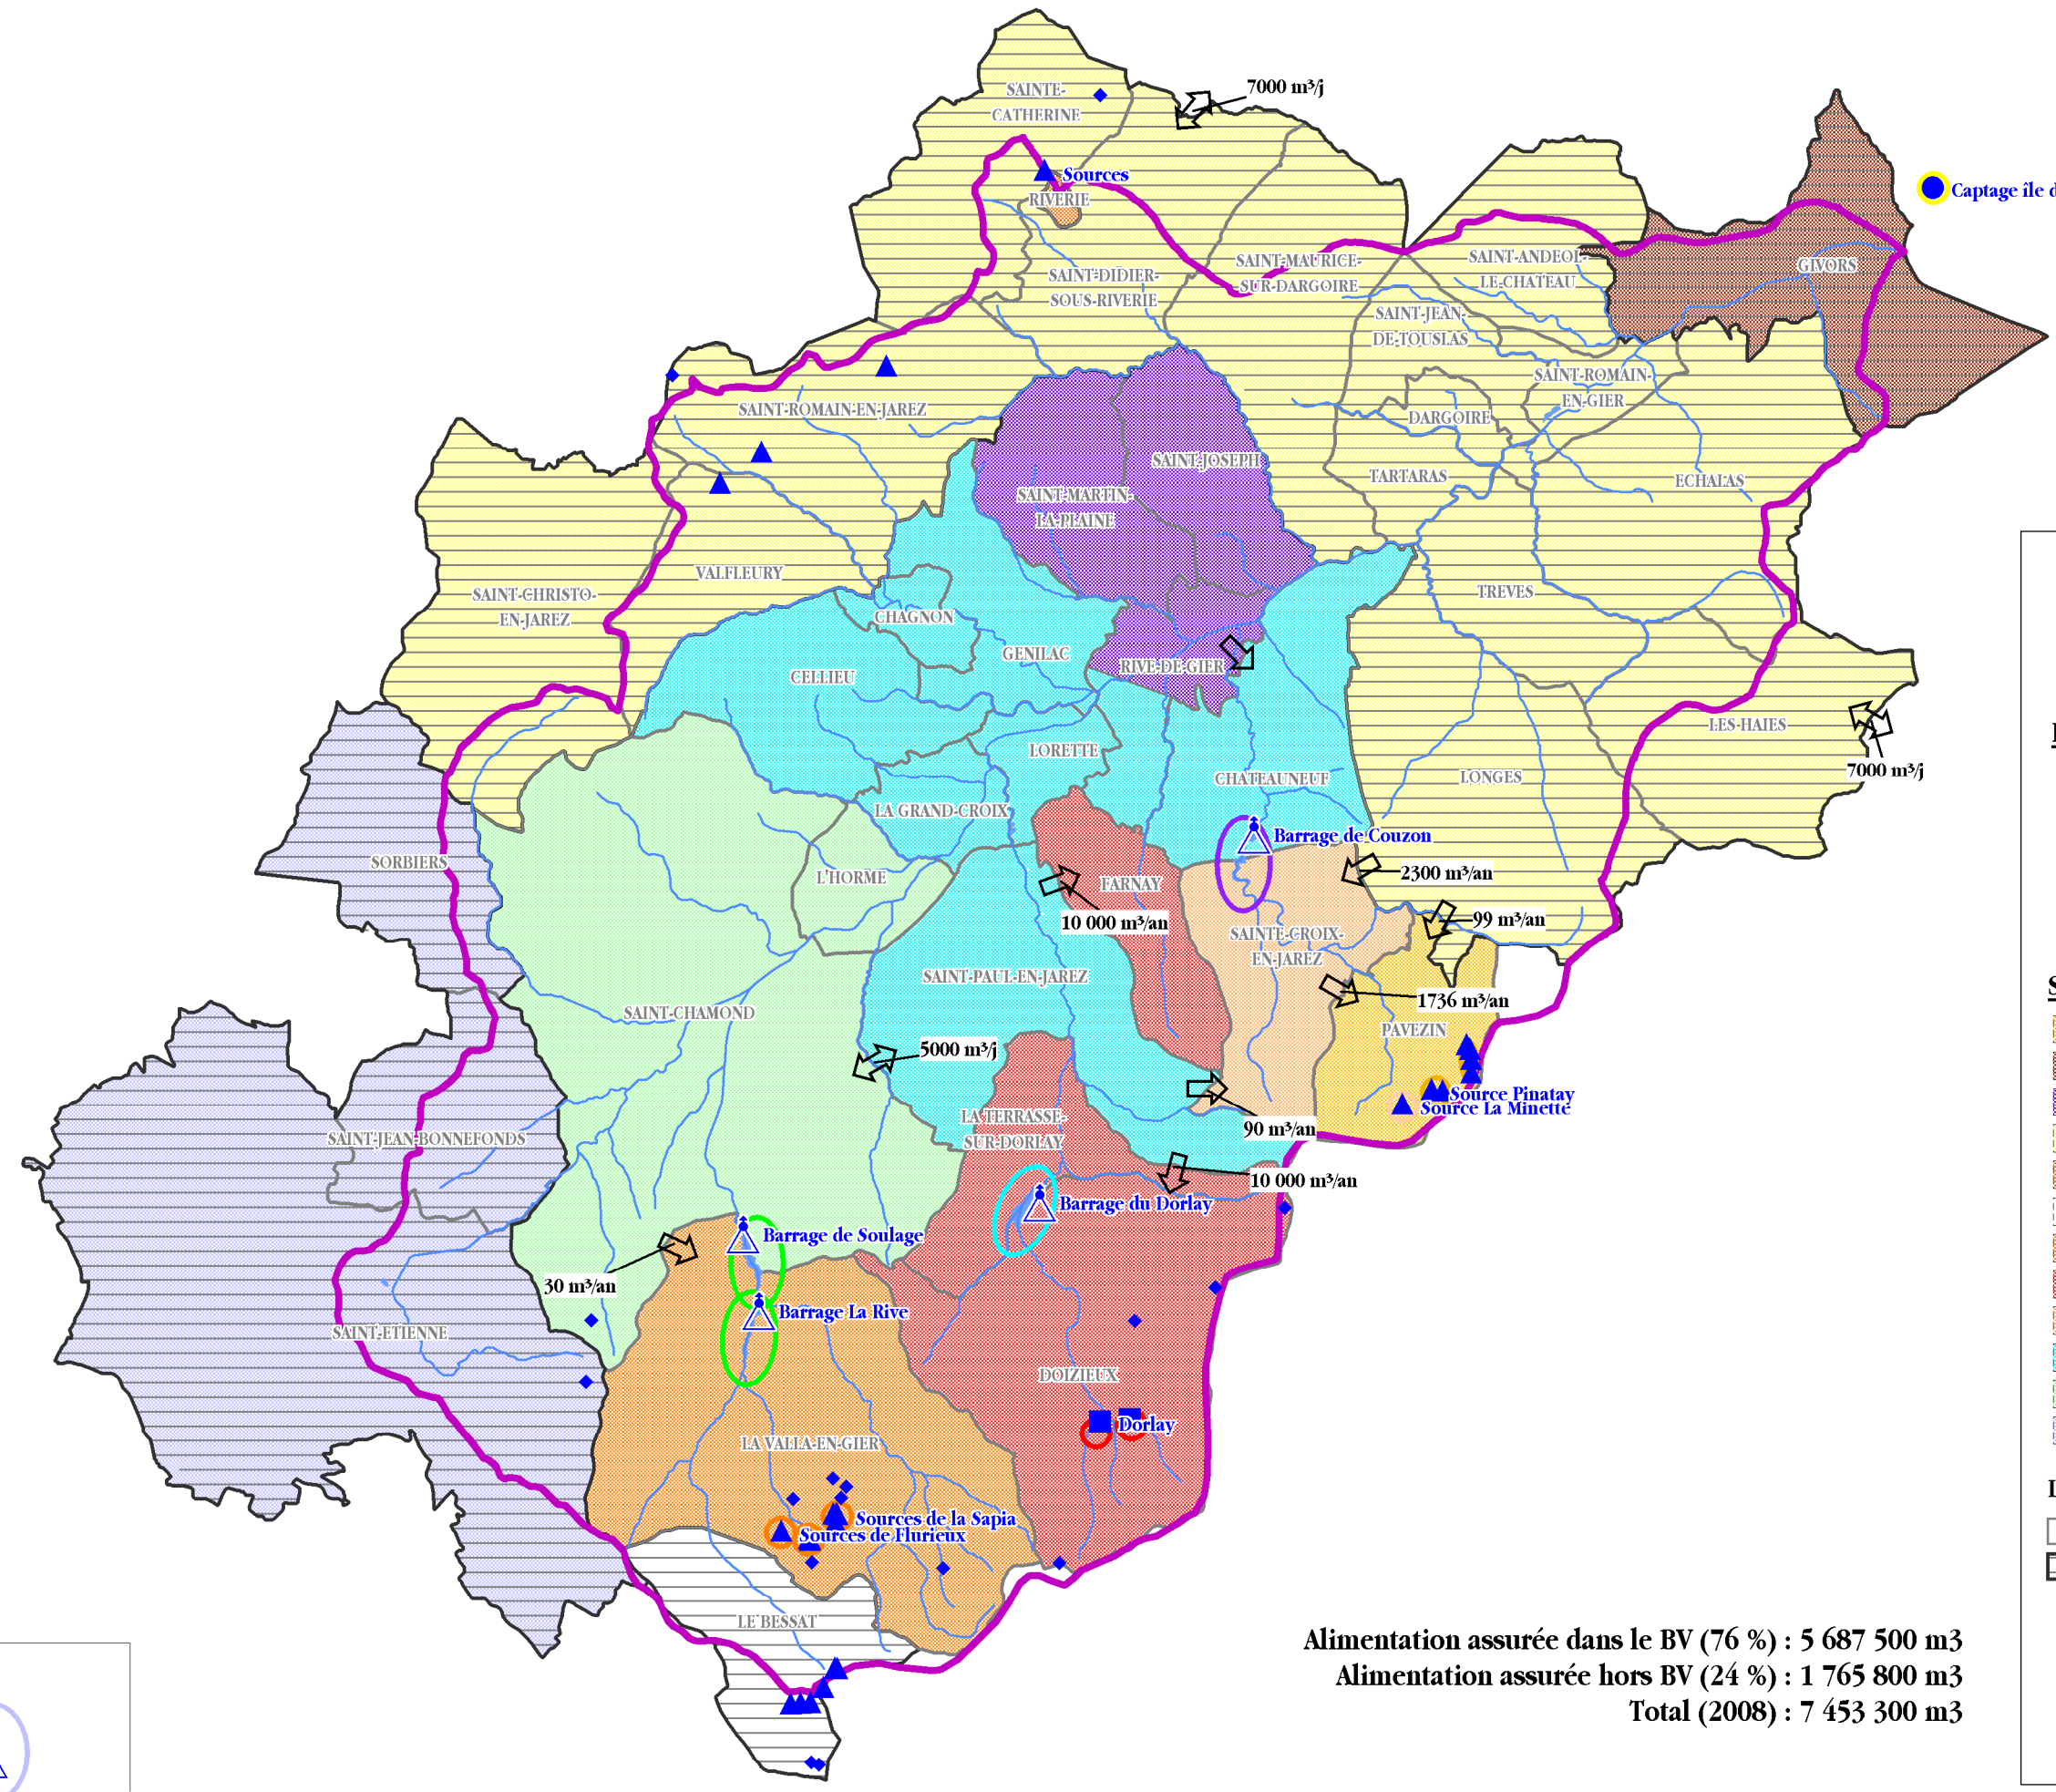 7000 m³/j
SAINTE-
CATHERINE
Sources
RIVERIE
Captage île d
SAINT-DIDIER-
SOUS-RIVERIE
SAINT-MAURICE-
SUR-DARGOIRE
SAINT-ANDEOL-
LE-CHATEAU
GIVORS
SAINT-JEAN-
DE-TOUSLAS
SAINT-ROMAIN-
EN-GIER
SAINT-ROMAIN-EN-JAREZ
DARGOIRE
SAINT-JOSEPH
TARTARAS
ECHALAS
SAINT-MARTIN-
LA-PLAINE
VALFLEURY
SAINT-CHRISTO-
EN-JAREZ
TREVES
CHAGNON
GENILAC
RIVE-DE-GIER
CELLIEU
LES-HAIES
LORETTE
7000 m³/j
CHATEAUNEUF
LONGES
LA GRAND-CROIX
Barrage de Couzon
SORBIERS
L'HORME
FARNAY
2300 m³/an
10 000 m³/an
99 m³/an
SAINTE-CROIX-
EN-JAREZ
SAINT-PAUL-EN-JAREZ
1736 m³/an
SAINT-CHAMOND
PAVEZIN
5000 m³/j
Source Pinatay
Source La Minette
LA TERRASSE-
SUR-DORLAY
90 m³/an
SAINT-JEAN-BONNEFONDS
10 000 m³/an
Barrage du Dorlay
Barrage de Soulage
30 m³/an
Barrage La Rive
SAINT-ETIENNE
DOIZIEUX
Dorlay
LA VALLA-EN-GIER
Sources de la Sapia
Sources de Flurieux
LE BESSAT
Alimentation assurée dans le BV (76 %) : 5 687 500 m3
Alimentation assurée hors BV (24 %) : 1 765 800 m3
Total (2008) : 7 453 300 m3